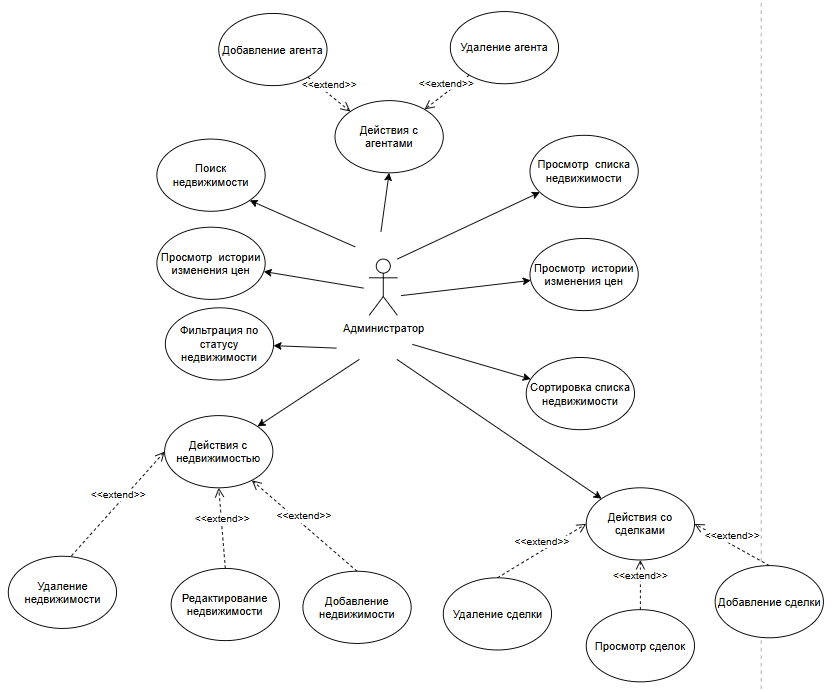 Добавление агента
Удаление агента
<<extend>>
<<extend>>
Действия с
агентами
Поиск
недвижимости
Просмотр списка
недвижимости
Просмотр истории
изменения цен
Просмотр истории
изменения цен
Администратор
Фильтрация по
статусу
недвижимости
Сортировка списка
недвижимости
Действия с
недвижимостью
<<extend>>
<<extend>>
<<extend>>
Действия со
сделками
<<extend>>
<<extend>>
<<extend>>
Удаление
недвижимости
Редактирование
недвижимости
Добавление
недвижимости
Удаление сделки
Просмотр сделок
Добавление сделки